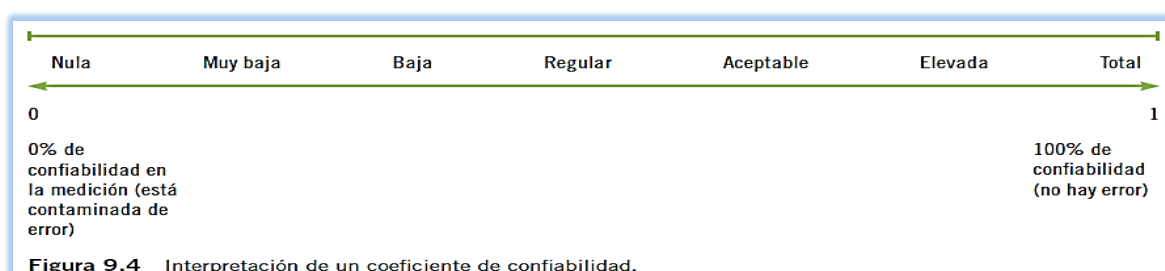 Nula Muy baja Baja Regular Aceptable Elevada Total
0 1
0% de
confiabilidad en
la medición (está
contaminada de
error)
100% de
confiabilidad
(no hay error)
Figura 9.4 Interpretación de un coeficiente de confiabilidad.